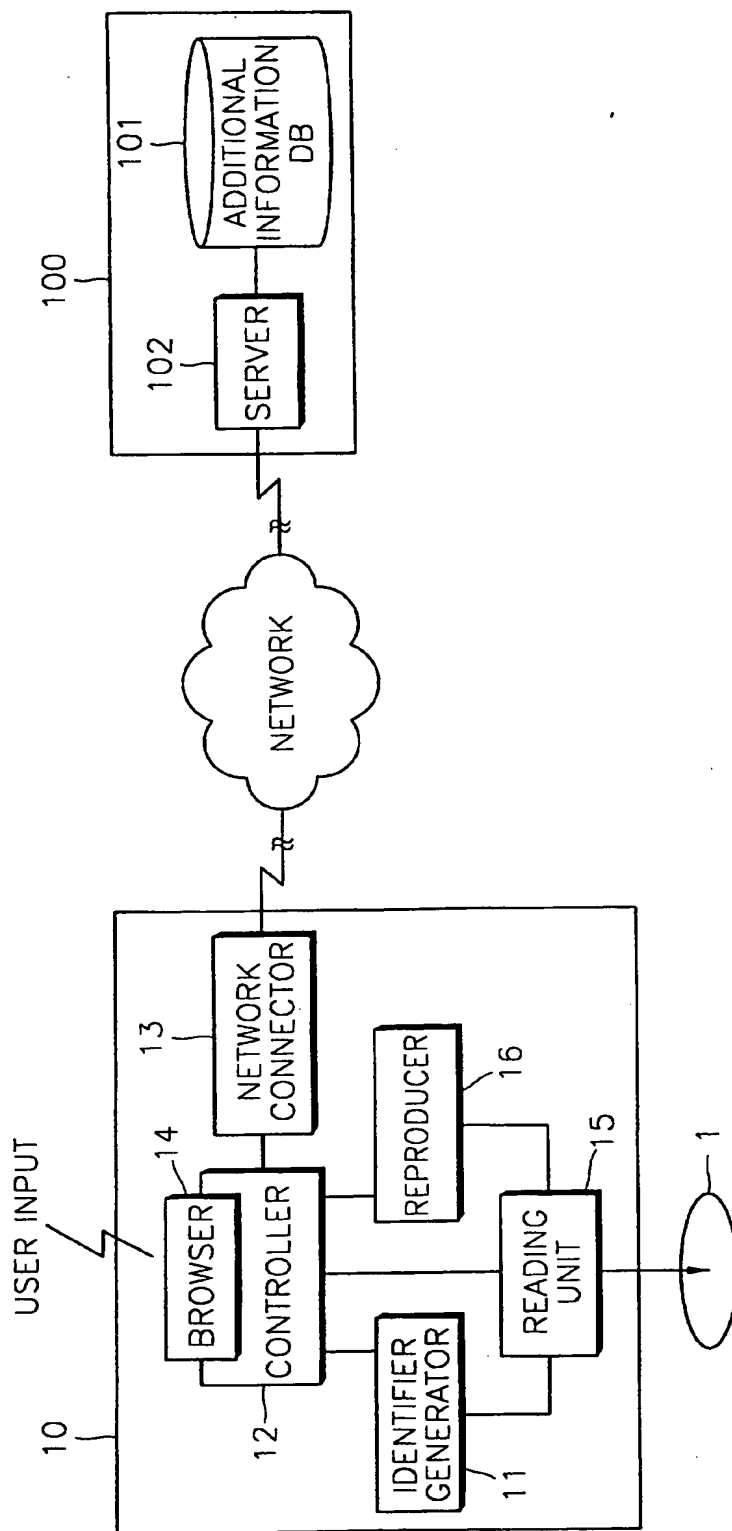 USER INPUT
10
14
BROWSER
CONTROLLER
12
13
NETWORK
CONNECTOR
IDENTIFIER
GENERATOR
11
REPRODUCER
16
READING
UNIT
15
1
NETWORK
100
102
SERVER
101
ADDITIONAL
INFORMATION
DB